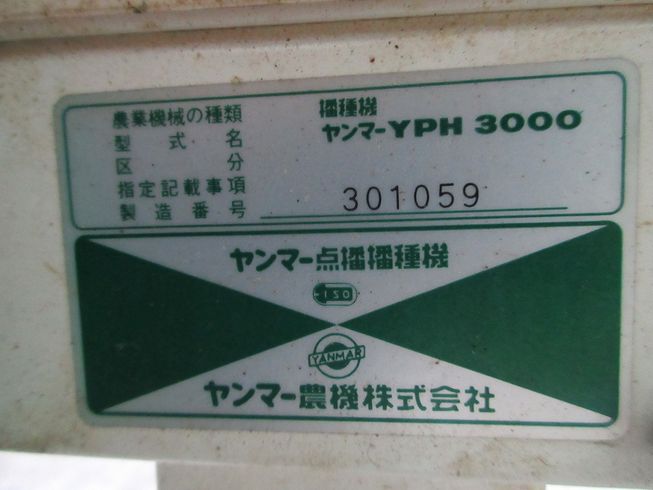 農業機械の種類 播種機
型式名 ヤンマーYPH 3000
区分
指定記載事項
製造番号 301059
ヤンマー点播播種機
ISO
YANMAR
ヤンマー農機株式会社